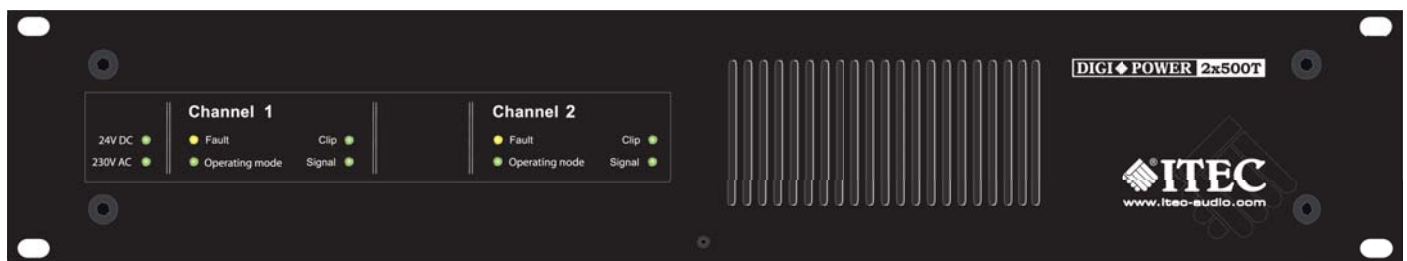 DIGI POWER 2x500T
Channel 1
Channel 2
24V DC
Fault
Clip
Fault
Clip
230V AC
Operating mode
Signal
Operating mode
Signal
®ITEC
www.itec-audio.com